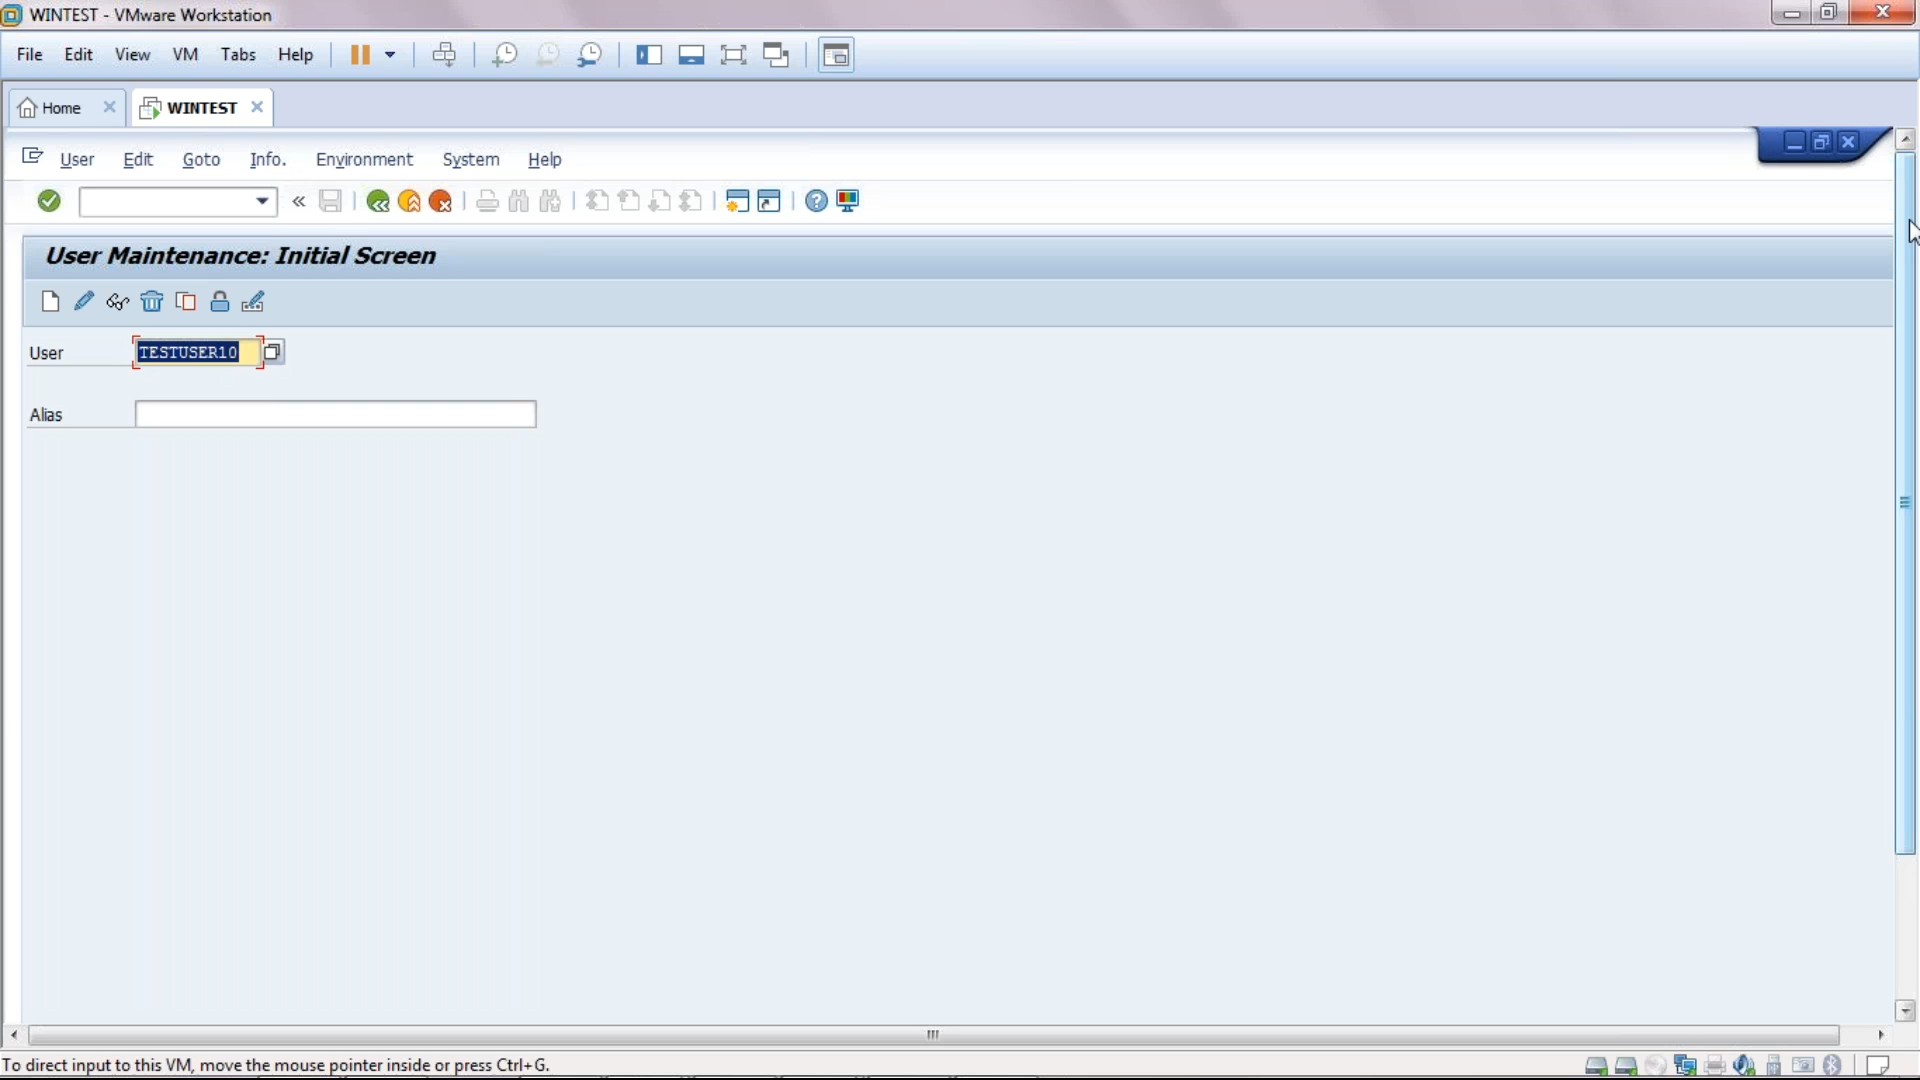 WINTEST - VMware Workstation
File Edit View VM Tabs Help
Home WINTEST
User Edit Goto Info. Environment System Help
User Maintenance: Initial Screen
User TESTUSER10
Alias
To direct input to this VM, move the mouse pointer inside or press Ctrl+G.